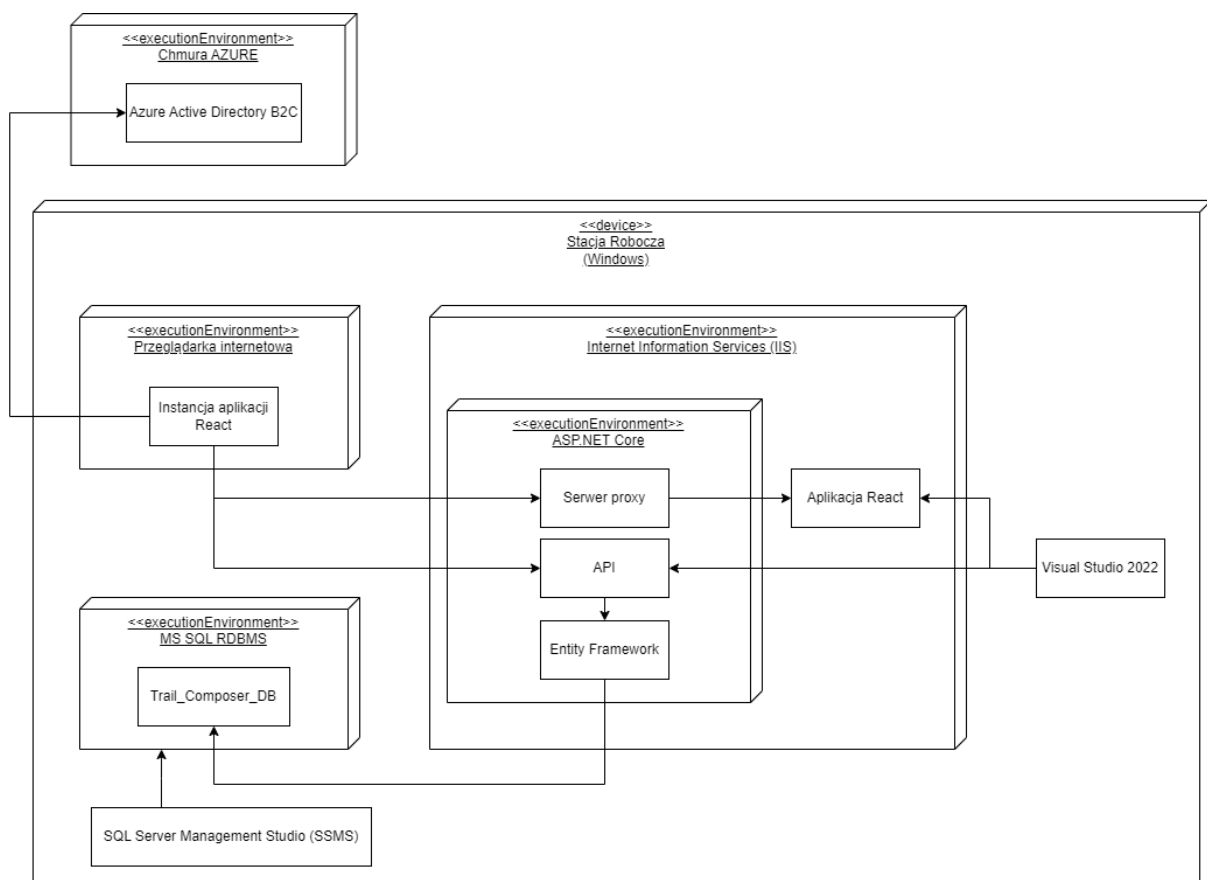 <<executionEnvironment>>
Chmura AZURE
Azure Active Directory B2C
<<device>>
Stacja Robocza
(Windows)
<<executionEnvironment>>
Przeglądarka internetowa
Instancja aplikacji
React
<<executionEnvironment>>
Internet Information Services (IIS)
<<executionEnvironment>>
ASP.NET Core
Serwer proxy
Aplikacja React
API
Visual Studio 2022
Entity Framework
<<executionEnvironment>>
MS SQL RDBMS
Trail_Composer_DB
SQL Server Management Studio (SSMS)